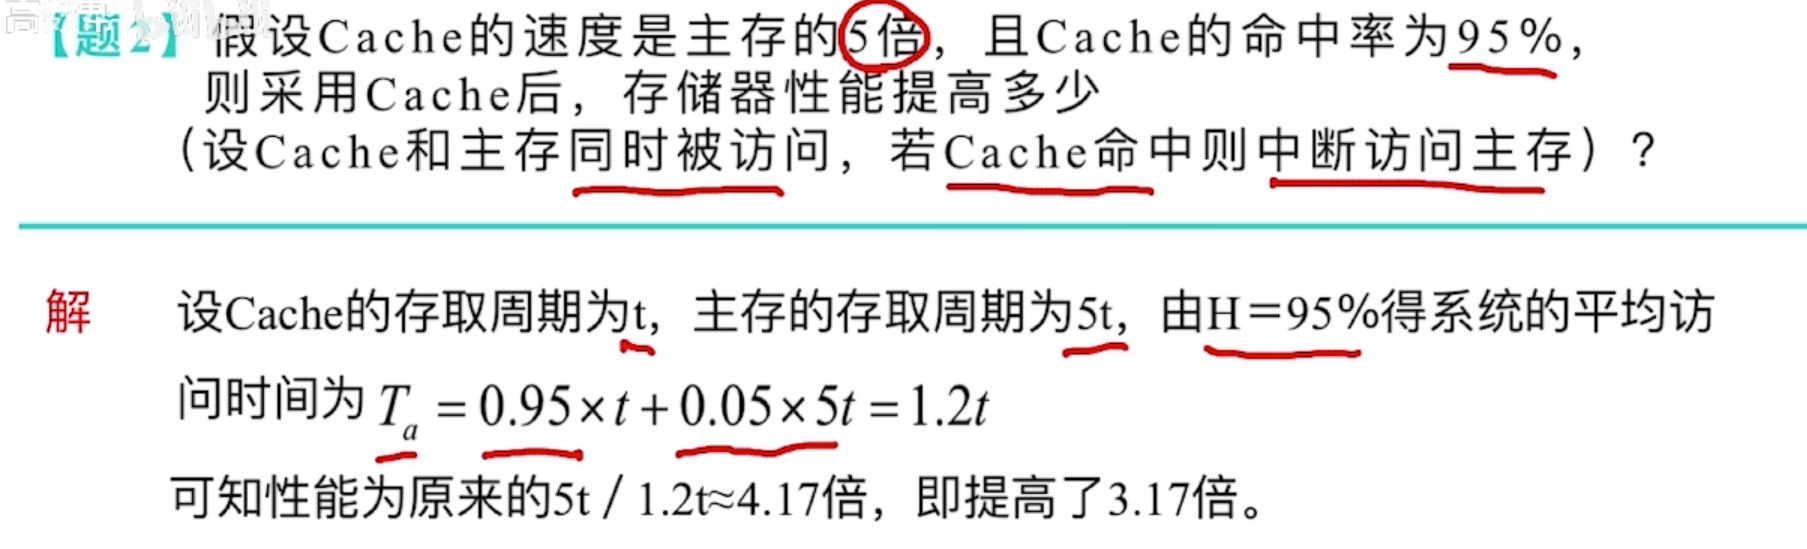 【题2】 假设Cache的速度是主存的5倍，且Cache的命中率为95%，
则采用Cache后，存储器性能提高多少
（设Cache和主存同时被访问，若Cache命中则中断访问主存）？
解 设Cache的存取周期为t，主存的存取周期为5t，由H=95%得系统的平均访
问时间为 Ta = 0.95×t+0.05×5t=1.2t
可知性能为原来的5t / 1.2t≈4.17倍，即提高了3.17倍。